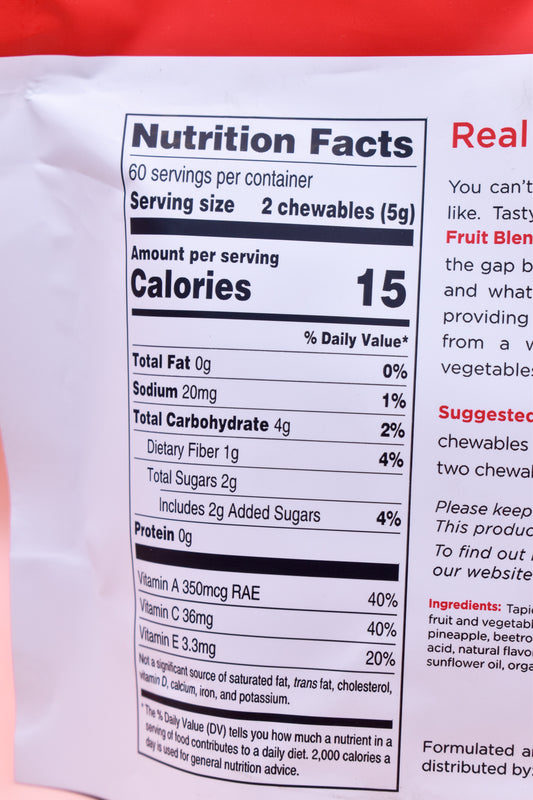 Nutrition Facts
60 servings per container
Serving size 2 chewables (5g)
Amount per serving
Calories 15
% Daily Value*
Total Fat 0g 0%
Sodium 20mg 1%
Total Carbohydrate 4g 2%
Dietary Fiber 1g 4%
Total Sugars 2g
Includes 2g Added Sugars 4%
Protein 0g
Vitamin A 350mcg RAE 40%
Vitamin C 36mg 40%
Vitamin E 3.3mg 20%
Not a significant source of saturated fat, trans fat, cholesterol,
vitamin D, calcium, iron, and potassium.
* The % Daily Value (DV) tells you how much a nutrient in a
serving of food contributes to a daily diet. 2,000 calories a
day is used for general nutrition advice.
Real
You can't
like. Tasty
Fruit Blen
the gap b
and what
providing
from a w
vegetables
Suggested
chewables
two chewal
Please keep
This produc
To find out
our website
Ingredients: Tapi
fruit and vegetabl
pineapple, beetro
acid, natural flavo
sunflower oil, orga
Formulated a
distributed by: